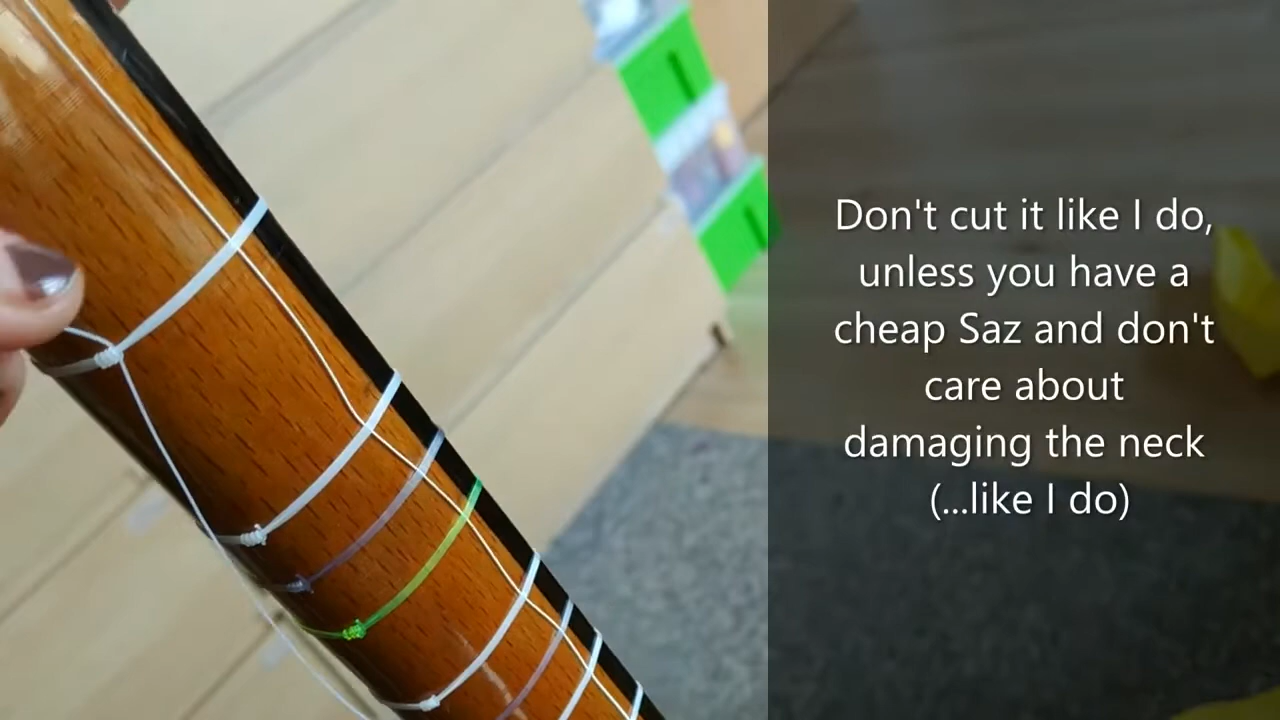 Don't cut it like I do,
unless you have a
cheap Saz and don't
care about
damaging the neck
(...like I do)